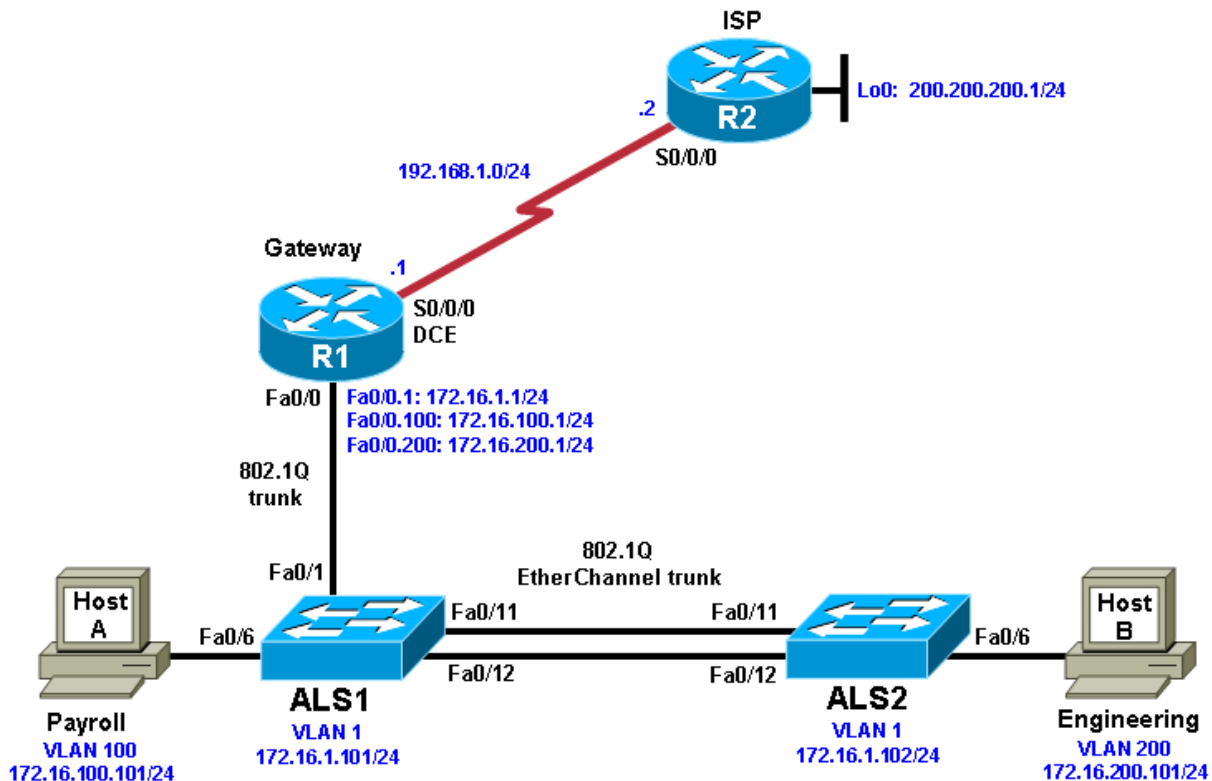 ISP
R2
Lo0: 200.200.200.1/24
.2
S0/0/0
192.168.1.0/24
Gateway
.1
S0/0/0
DCE
R1
Fa0/0
Fa0/0.1: 172.16.1.1/24
Fa0/0.100: 172.16.100.1/24
Fa0/0.200: 172.16.200.1/24
802.1Q
trunk
Fa0/1
802.1Q
EtherChannel trunk
Host
A
Fa0/6
Fa0/11
Fa0/11
Fa0/12
Fa0/12
Fa0/6
Host
B
Payroll
VLAN 100
172.16.100.101/24
ALS1
VLAN 1
172.16.1.101/24
ALS2
VLAN 1
172.16.1.102/24
Engineering
VLAN 200
172.16.200.101/24